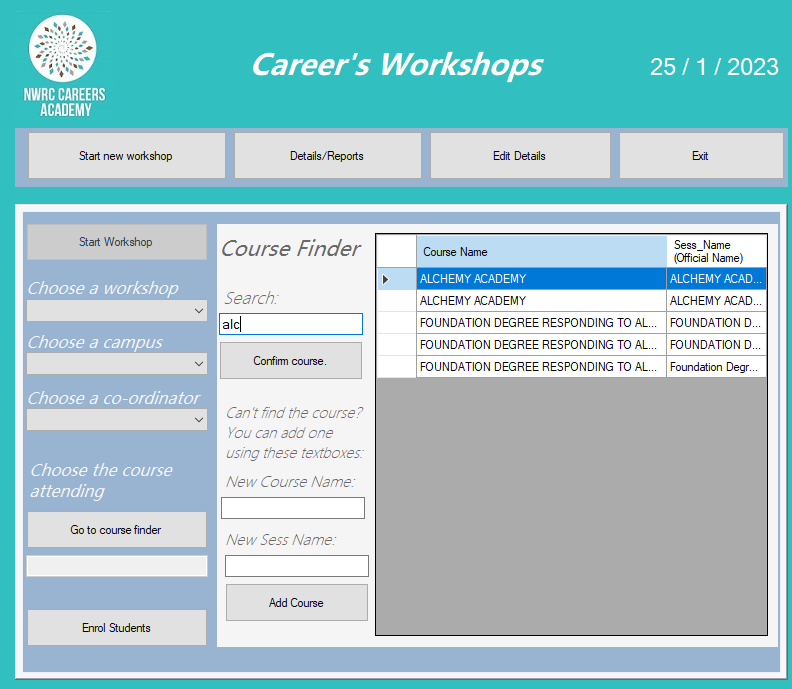 NWRC CAREERS
ACADEMY
Career's Workshops
25 / 1 / 2023
Start new workshop
Details/Reports
Edit Details
Exit
Start Workshop
Choose a workshop
Choose a campus
Choose a co-ordinator
Choose the course
attending
Go to course finder
Enrol Students
Course Finder
Search:
alc
Confirm course.
Can't find the course?
You can add one
using these textboxes:
New Course Name:
New Sess Name:
Add Course
Course Name
Sess_Name
(Official Name)
ALCHEMY ACADEMY ALCHEMY ACAD...
ALCHEMY ACADEMY ALCHEMY ACAD...
FOUNDATION DEGREE RESPONDING TO AL... FOUNDATION D...
FOUNDATION DEGREE RESPONDING TO AL... FOUNDATION D...
FOUNDATION DEGREE RESPONDING TO AL... Foundation Degr...